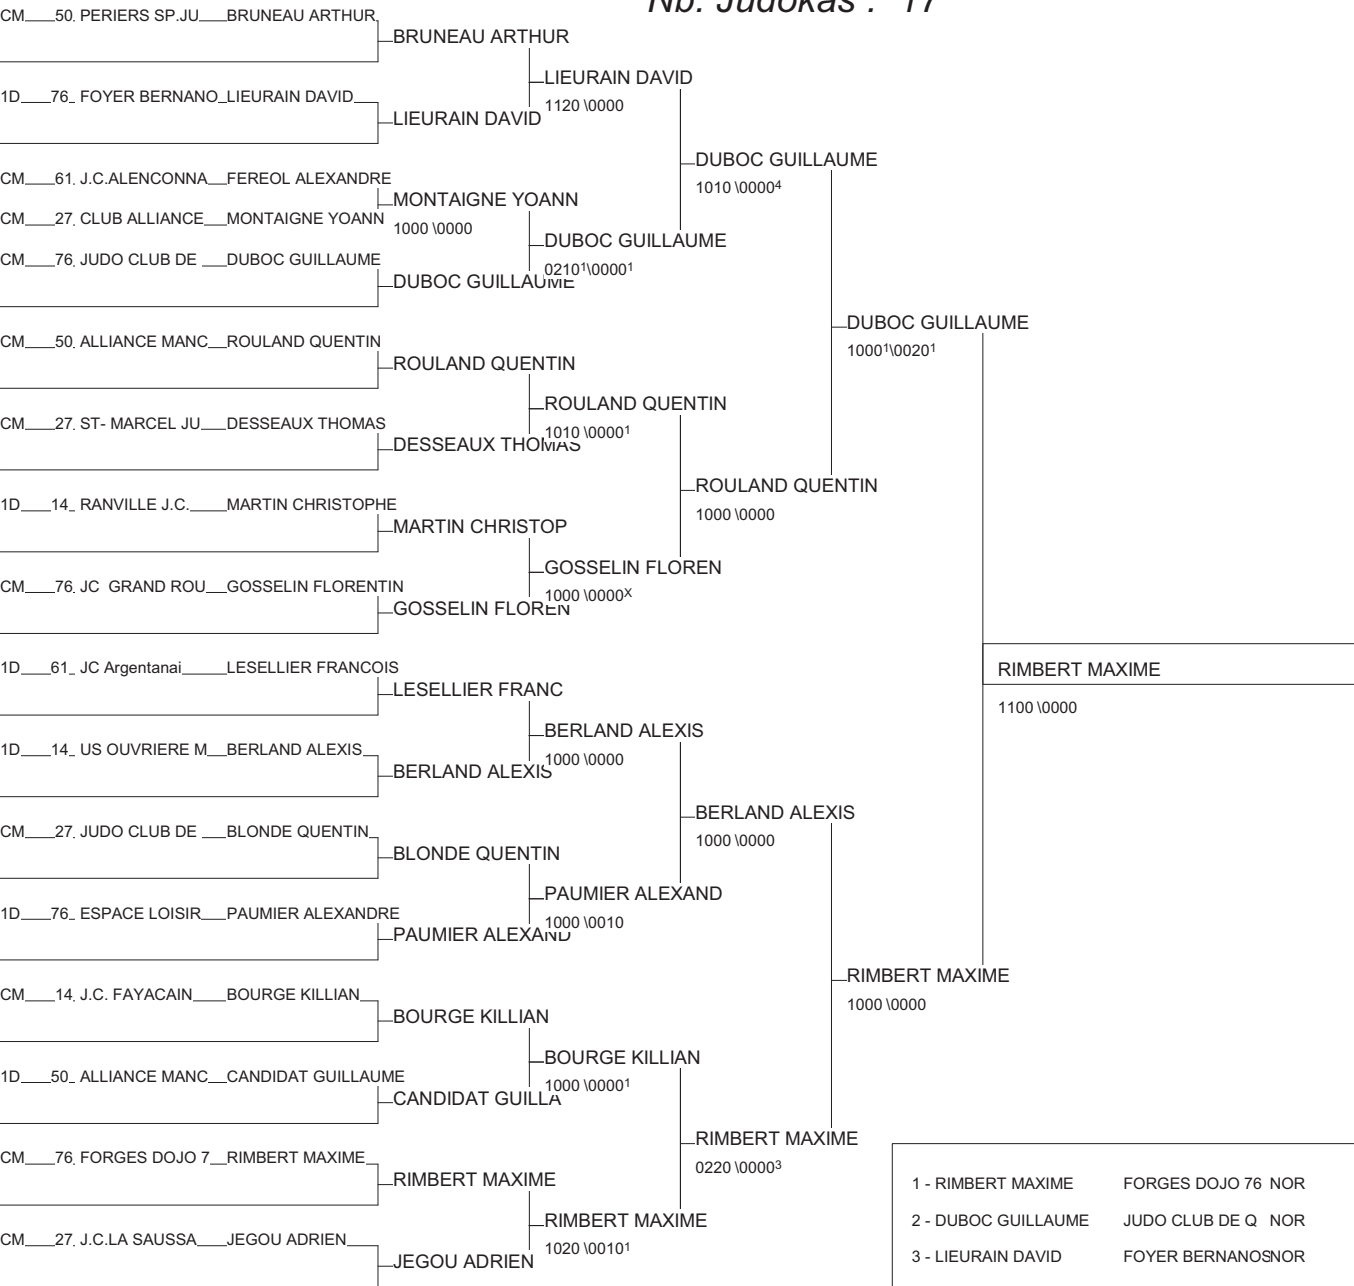 Nb. Judokas : 17
CM 50 PERIERS SP.JU BRUNEAU ARTHUR
BRUNEAU ARTHUR
LIEURAIN DAVID
1D 76 FOYER BERNANO LIEURAIN DAVID
1120 \0000
LIEURAIN DAVID
DUBOC GUILLAUME
CM 61 J.C.ALENCONNA FEREOL ALEXANDRE
1010 \0000⁴
MONTAIGNE YOANN
CM 27 CLUB ALLIANCE MONTAIGNE YOANN
1000 \0000
DUBOC GUILLAUME
CM 76 JUDO CLUB DE DUBOC GUILLAUME
0210¹\0000¹
DUBOC GUILLAUME
DUBOC GUILLAUME
CM 50 ALLIANCE MANC ROULAND QUENTIN
1000¹\0020¹
ROULAND QUENTIN
ROULAND QUENTIN
CM 27 ST- MARCEL JU DESSEAUX THOMAS
1010 \0000¹
DESSEAUX THOMAS
ROULAND QUENTIN
1D 14 RANVILLE J.C. MARTIN CHRISTOPHE
1000 \0000
MARTIN CHRISTOP
GOSSELIN FLOREN
CM 76 JC GRAND ROU GOSSELIN FLORENTIN
1000 \0000ˣ
GOSSELIN FLOREN
1D 61 JC Argentanai LESELLIER FRANCOIS
RIMBERT MAXIME
LESELLIER FRANC
1100 \0000
BERLAND ALEXIS
1D 14 US OUVRIERE M BERLAND ALEXIS
1000 \0000
BERLAND ALEXIS
BERLAND ALEXIS
CM 27 JUDO CLUB DE BLONDE QUENTIN
1000 \0000
BLONDE QUENTIN
PAUMIER ALEXAND
1D 76 ESPACE LOISIR PAUMIER ALEXANDRE
1000 \0010
PAUMIER ALEXAND
RIMBERT MAXIME
CM 14 J.C. FAYACAIN BOURGE KILLIAN
1000 \0000
BOURGE KILLIAN
BOURGE KILLIAN
1D 50 ALLIANCE MANC CANDIDAT GUILLAUME
1000 \0000¹
CANDIDAT GUILLA
RIMBERT MAXIME
CM 76 FORGES DOJO 7 RIMBERT MAXIME
0220 \0000³
RIMBERT MAXIME
RIMBERT MAXIME
CM 27 J.C.LA SAUSSA JEGOU ADRIEN
1020 \0010¹
JEGOU ADRIEN
1 - RIMBERT MAXIME FORGES DOJO 76 NOR
2 - DUBOC GUILLAUME JUDO CLUB DE Q NOR
3 - LIEURAIN DAVID FOYER BERNANOS NOR